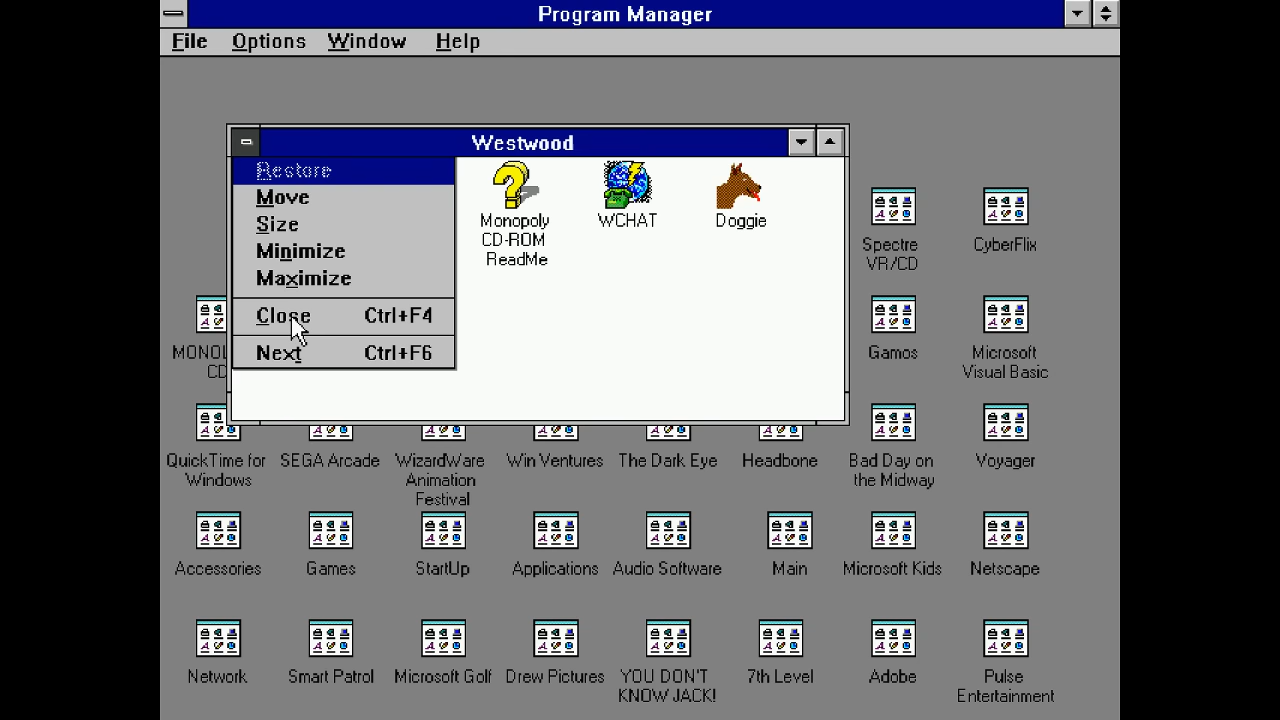 Program Manager
File Options Window Help
Westwood
Restore
Move
Size
Minimize
Maximize
Close Ctrl+F4
Next Ctrl+F6
Monopoly
CD-ROM
ReadMe
WCHAT
Doggie
Spectre
VR/CD
CyberFlix
MONOL
CD
Gamos
Microsoft
Visual Basic
QuickTime for
Windows
SEGA Arcade
WizardWare
Animation
Festival
Win Ventures
The Dark Eye
Headbone
Bad Day on
the Midway
Voyager
Accessories
Games
StartUp
Applications
Audio Software
Main
Microsoft Kids
Netscape
Network
Smart Patrol
Microsoft Golf
Drew Pictures
YOU DON'T
KNOW JACK!
7th Level
Adobe
Pulse
Entertainment